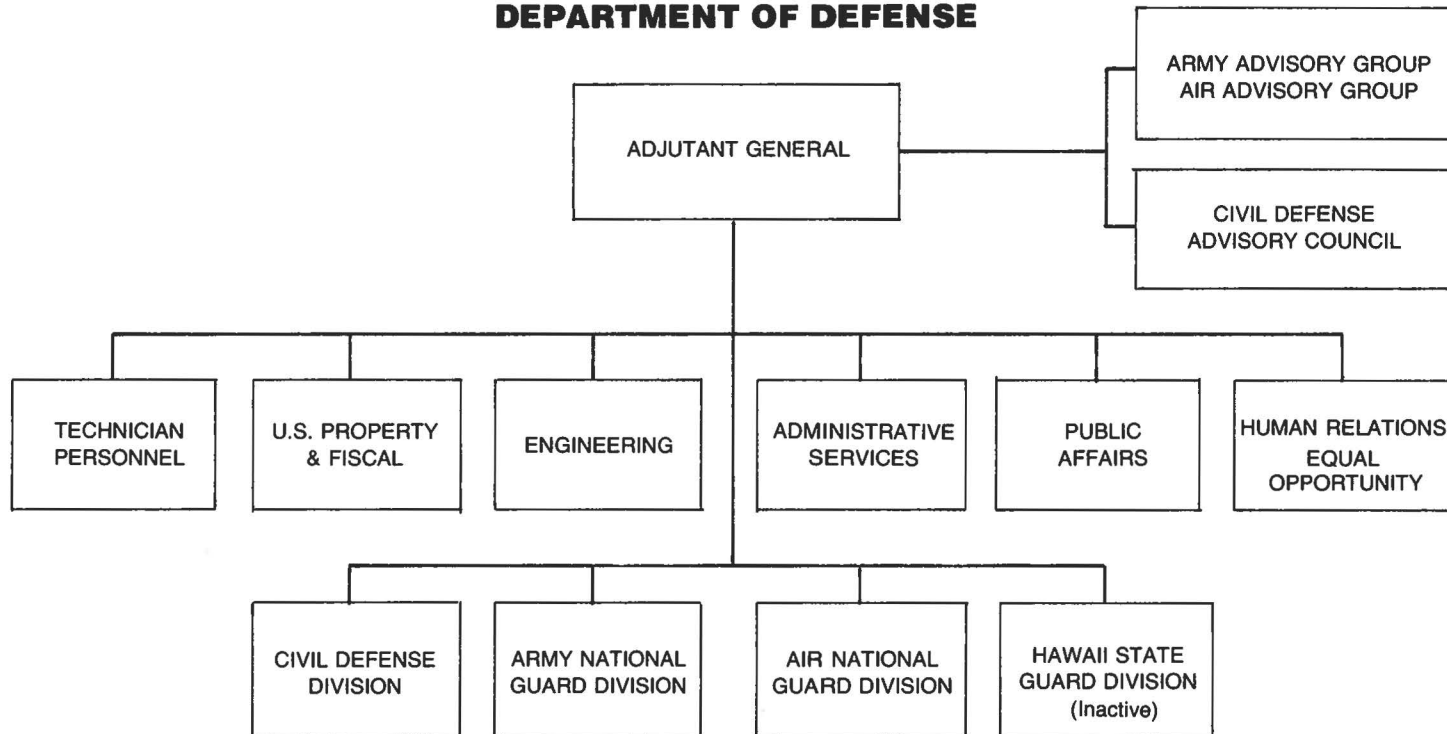 DEPARTMENT OF DEFENSE
ARMY ADVISORY GROUP
AIR ADVISORY GROUP
ADJUTANT GENERAL
CIVIL DEFENSE
ADVISORY COUNCIL
TECHNICIAN
PERSONNEL
U.S. PROPERTY
& FISCAL
ENGINEERING
ADMINISTRATIVE
SERVICES
PUBLIC
AFFAIRS
HUMAN RELATIONS
EQUAL
OPPORTUNITY
CIVIL DEFENSE
DIVISION
ARMY NATIONAL
GUARD DIVISION
AIR NATIONAL
GUARD DIVISION
HAWAII STATE
GUARD DIVISION
(Inactive)